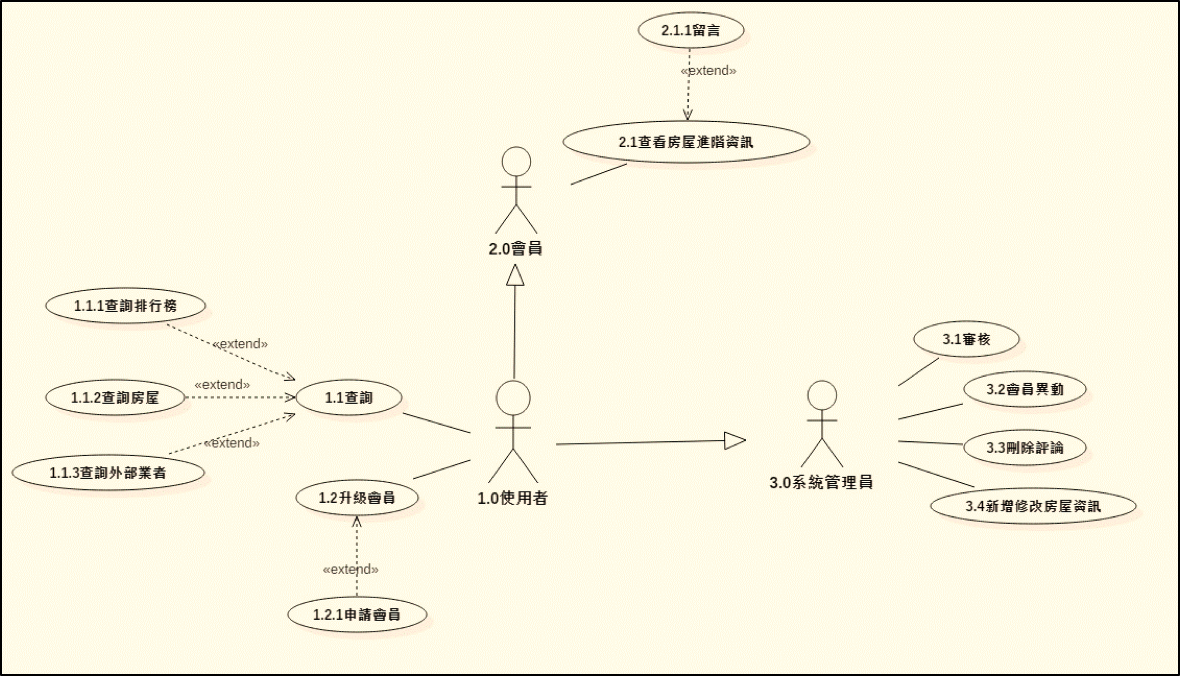 2.1.1留言
«extend»
2.1查看房屋進階資訊
2.0會員
1.1.1查詢排行榜
«extend»
1.1.2查詢房屋
«extend»
1.1查詢
«extend»
1.1.3查詢外部業者
1.2升級會員
1.0使用者
«extend»
1.2.1申請會員
3.1審核
3.2會員異動
3.3刪除評論
3.0系統管理員
3.4新增修改房屋資訊